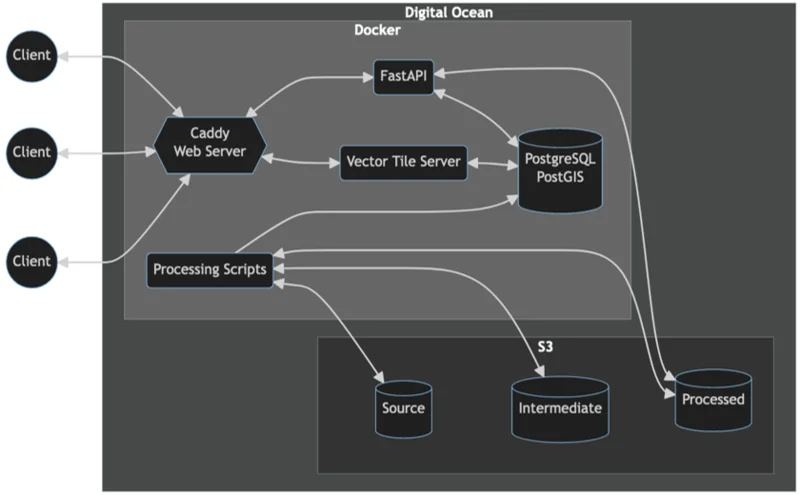 Digital Ocean
Docker
Client
FastAPI
Caddy
Web Server
Client
Vector Tile Server
PostgreSQL
PostGIS
Client
Processing Scripts
S3
Source
Intermediate
Processed